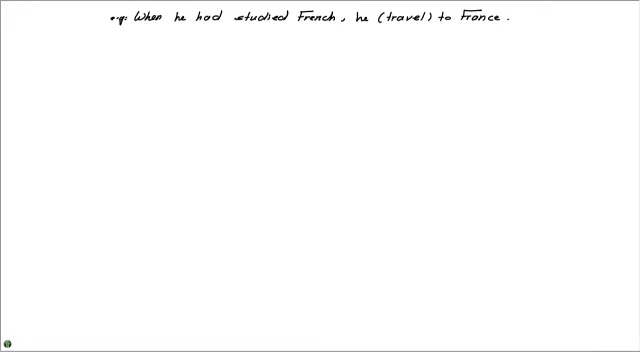 e.g: When he had studied French, he (travel) to France.